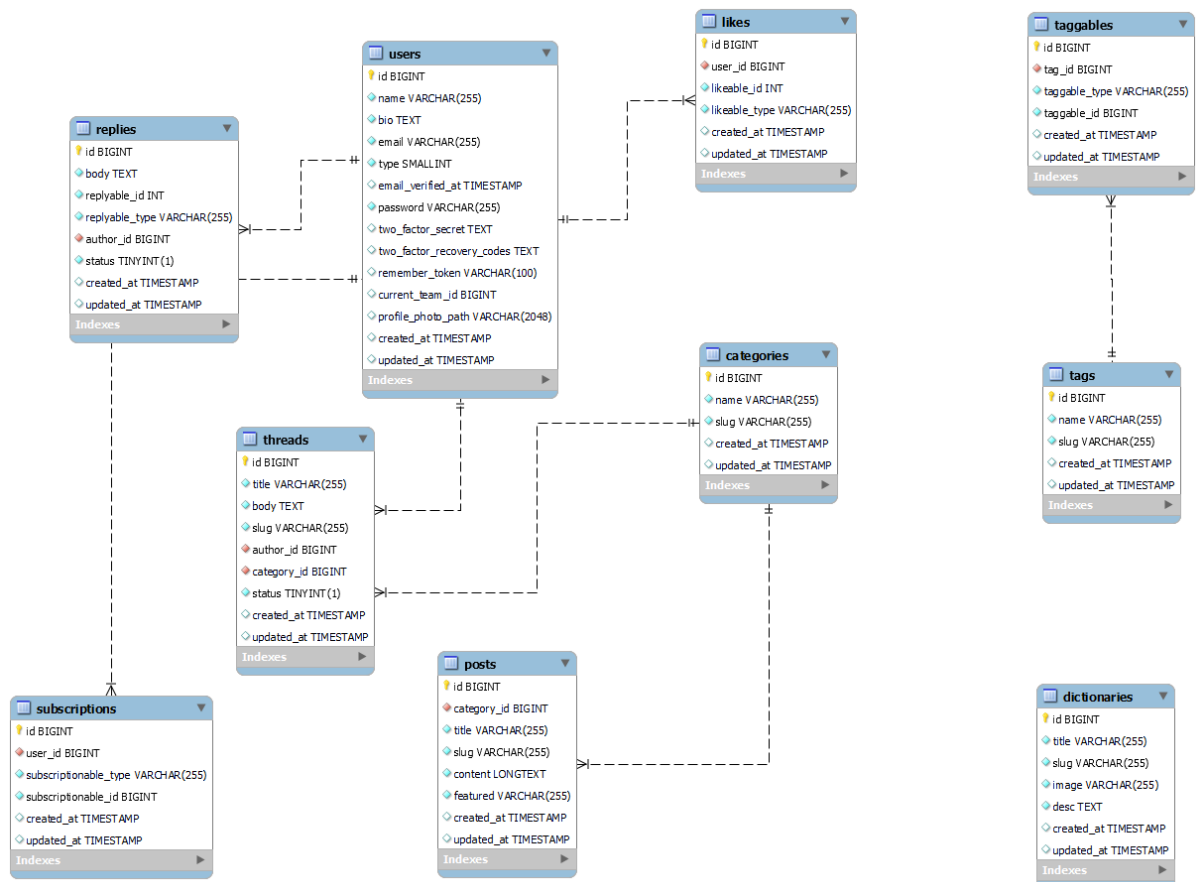 likes
id BIGINT
user_id BIGINT
likeable_id INT
likeable_type VARCHAR(255)
created_at TIMESTAMP
updated_at TIMESTAMP
Indexes
taggables
id BIGINT
tag_id BIGINT
taggable_type VARCHAR(255)
taggable_id BIGINT
created_at TIMESTAMP
updated_at TIMESTAMP
Indexes
users
id BIGINT
name VARCHAR(255)
bio TEXT
email VARCHAR(255)
type SMALLINT
email_verified_at TIMESTAMP
password VARCHAR(255)
two_factor_secret TEXT
two_factor_recovery_codes TEXT
remember_token VARCHAR(100)
current_team_id BIGINT
profile_photo_path VARCHAR(2048)
created_at TIMESTAMP
updated_at TIMESTAMP
Indexes
replies
id BIGINT
body TEXT
replyable_id INT
replyable_type VARCHAR(255)
author_id BIGINT
status TINYINT(1)
created_at TIMESTAMP
updated_at TIMESTAMP
Indexes
categories
id BIGINT
name VARCHAR(255)
slug VARCHAR(255)
created_at TIMESTAMP
updated_at TIMESTAMP
Indexes
tags
id BIGINT
name VARCHAR(255)
slug VARCHAR(255)
created_at TIMESTAMP
updated_at TIMESTAMP
Indexes
threads
id BIGINT
title VARCHAR(255)
body TEXT
slug VARCHAR(255)
author_id BIGINT
category_id BIGINT
status TINYINT(1)
created_at TIMESTAMP
updated_at TIMESTAMP
Indexes
posts
id BIGINT
category_id BIGINT
title VARCHAR(255)
slug VARCHAR(255)
content LONGTEXT
featured VARCHAR(255)
created_at TIMESTAMP
updated_at TIMESTAMP
Indexes
subscriptions
id BIGINT
user_id BIGINT
subscriptionable_type VARCHAR(255)
subscriptionable_id BIGINT
created_at TIMESTAMP
updated_at TIMESTAMP
Indexes
dictionaries
id BIGINT
title VARCHAR(255)
slug VARCHAR(255)
image VARCHAR(255)
desc TEXT
created_at TIMESTAMP
updated_at TIMESTAMP
Indexes